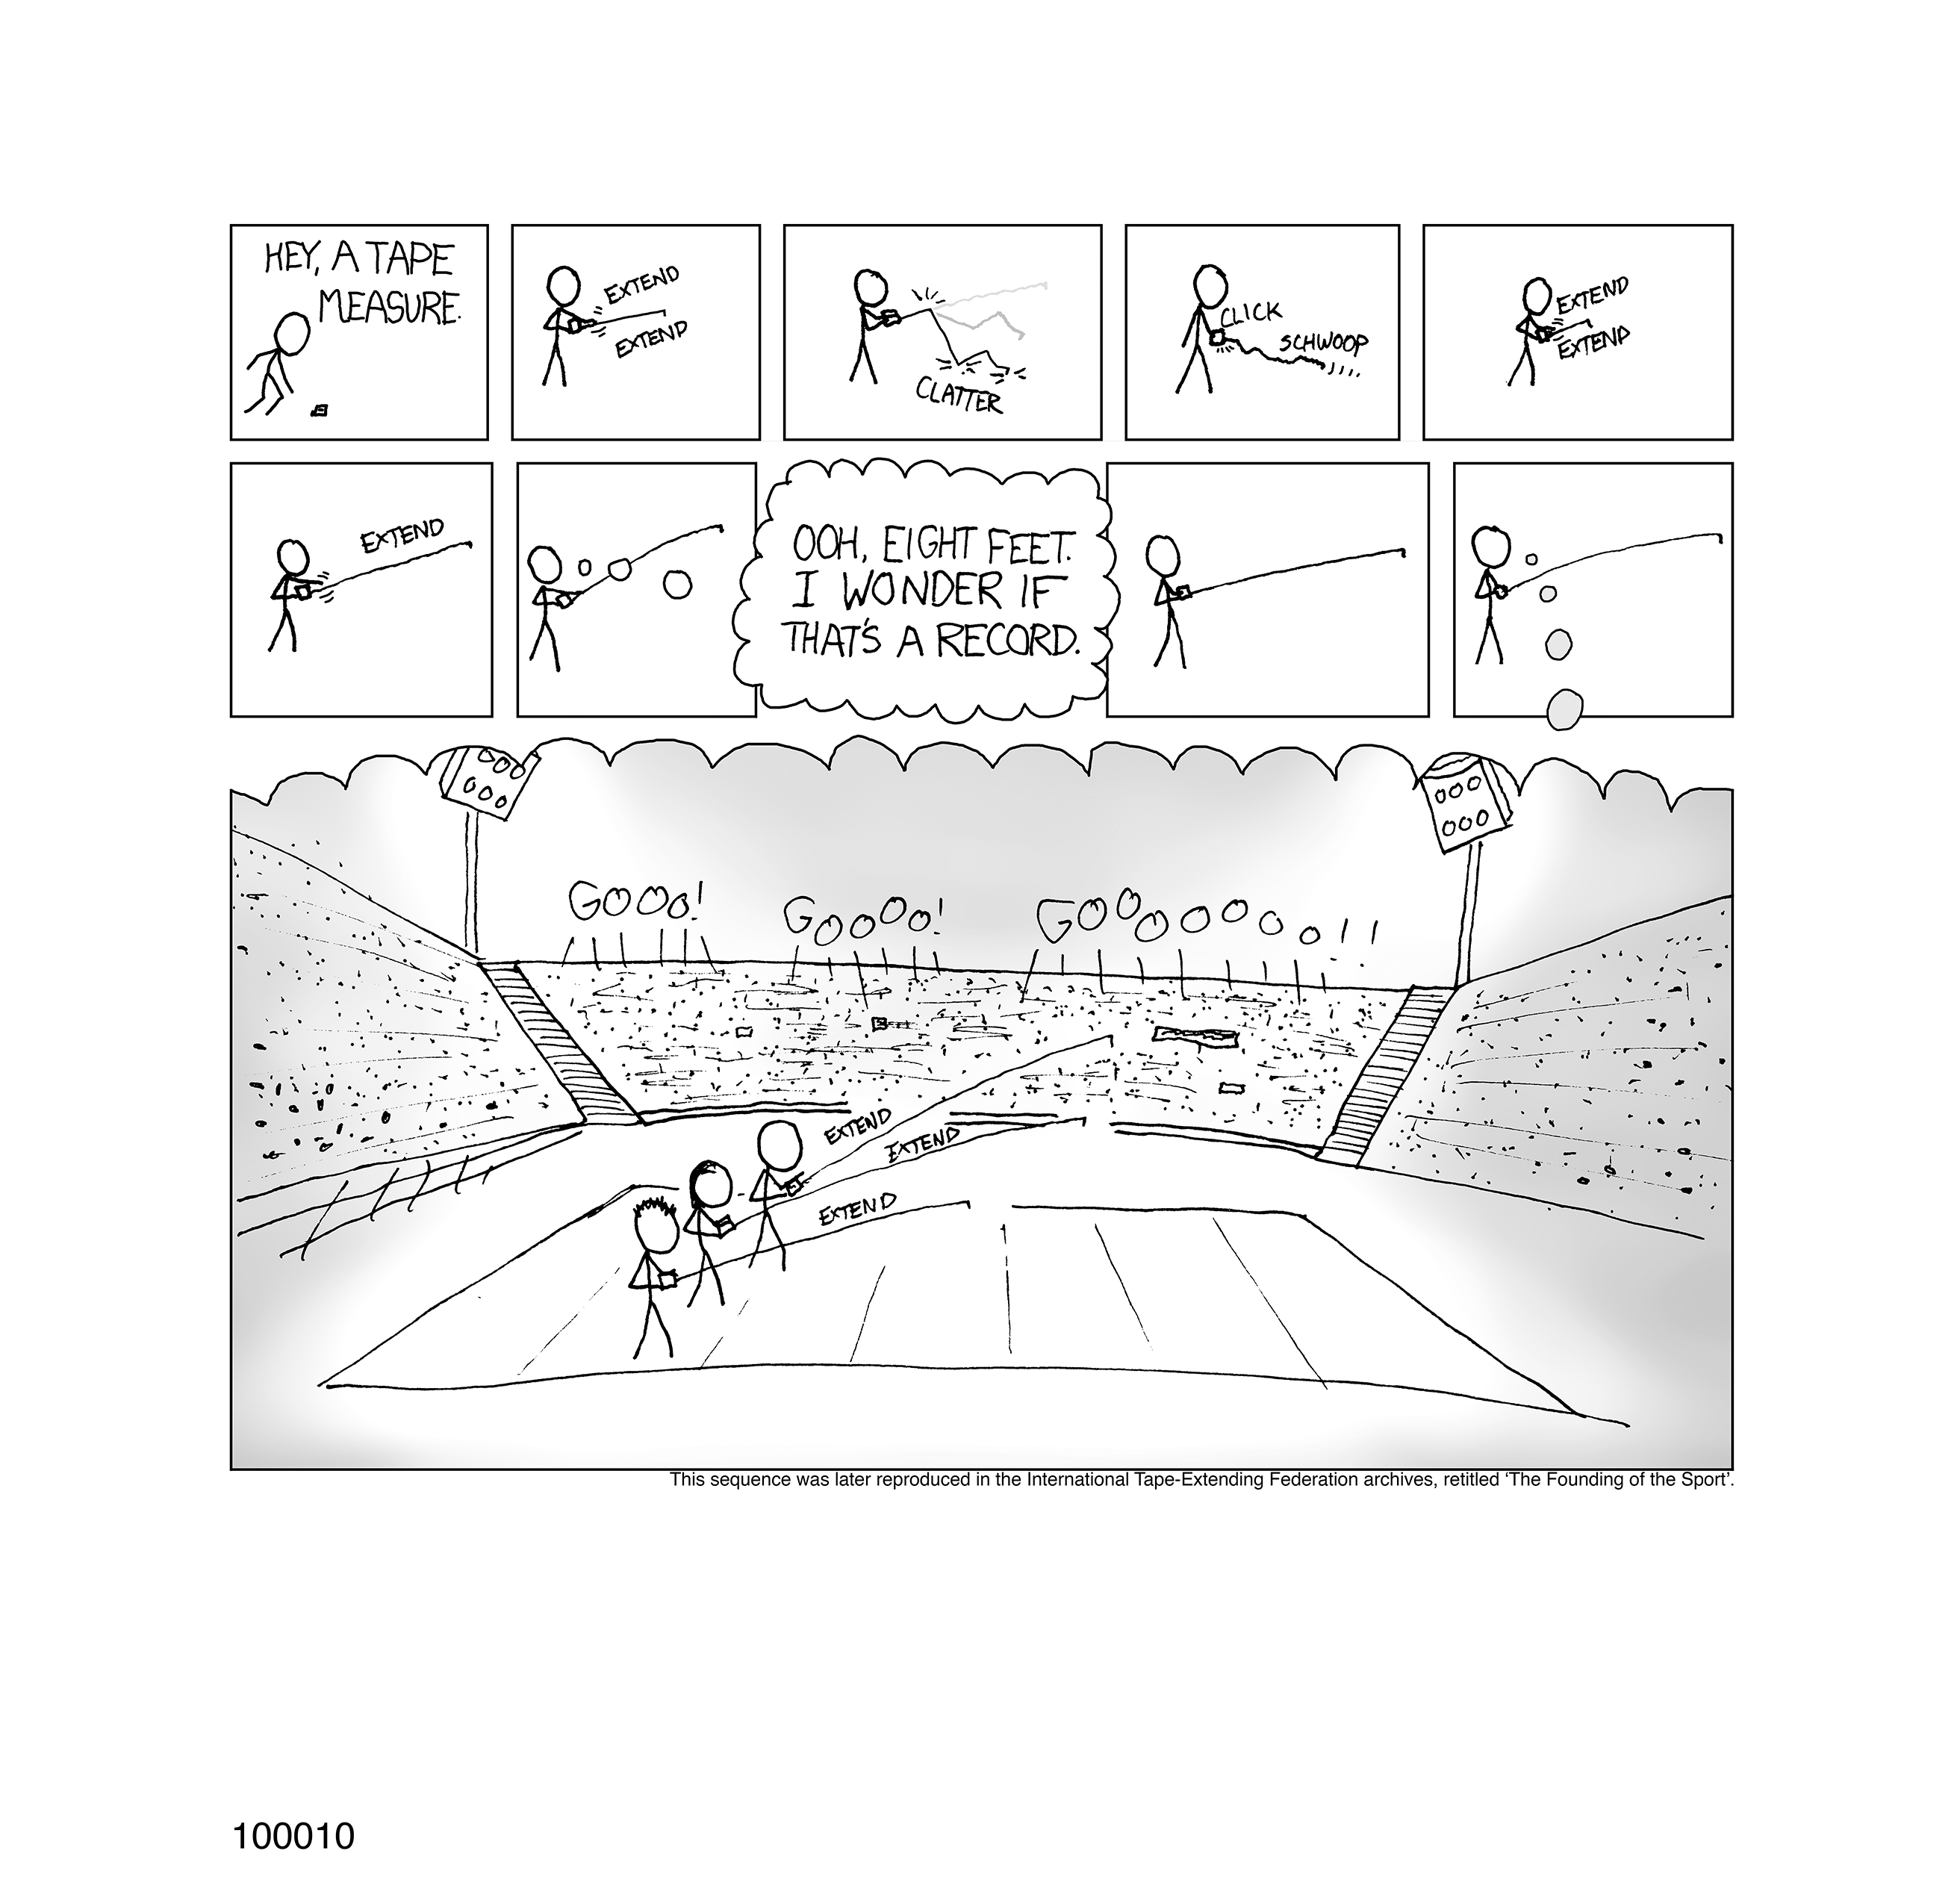 HEY, A TAPE
MEASURE.
EXTEND
EXTEND
CLATTER
CLICK
SCHWOOP
EXTEND
EXTEND
EXTEND
OOH, EIGHT FEET.
I WONDER IF
THAT'S A RECORD.
GOOOo!
GOOOO!
GOOOOOOOO!!
EXTEND
EXTEND
EXTEND
This sequence was later reproduced in the International Tape-Extending Federation archives, retitled ‘The Founding of the Sport’.
100010